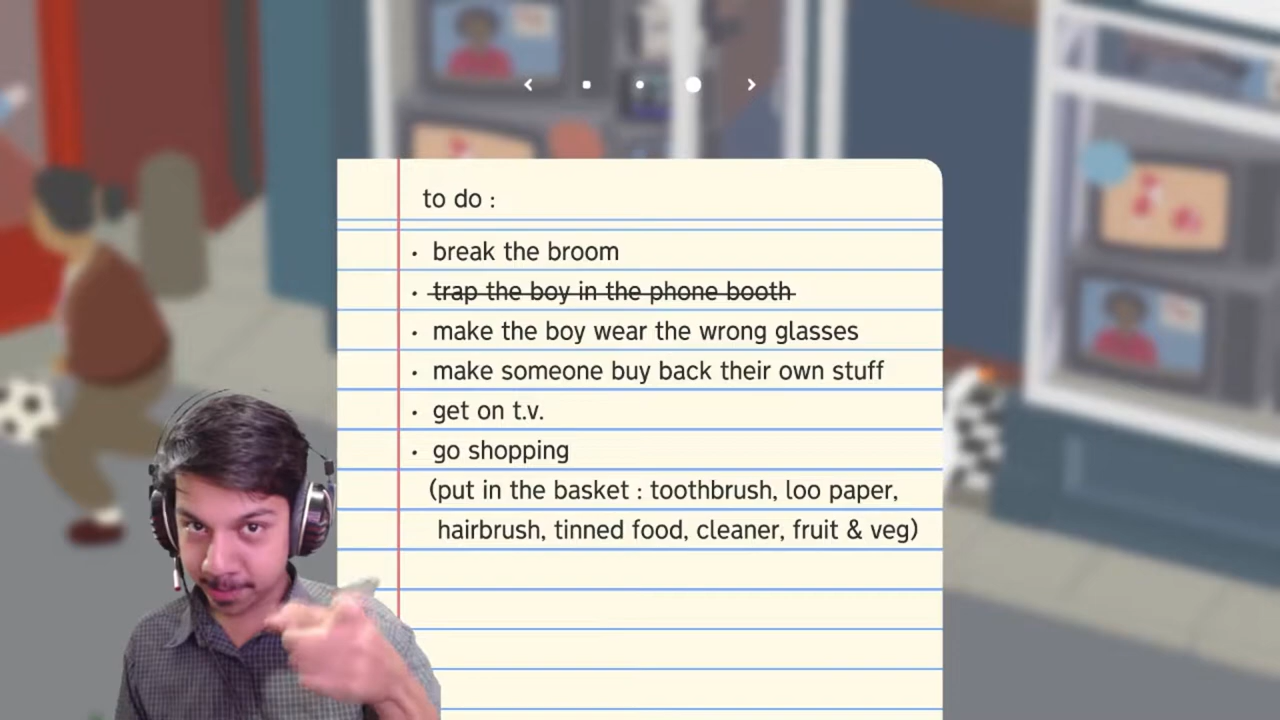 to do :
· break the broom
· trap the boy in the phone booth
· make the boy wear the wrong glasses
· make someone buy back their own stuff
· get on t.v.
· go shopping
(put in the basket : toothbrush, loo paper,
hairbrush, tinned food, cleaner, fruit & veg)